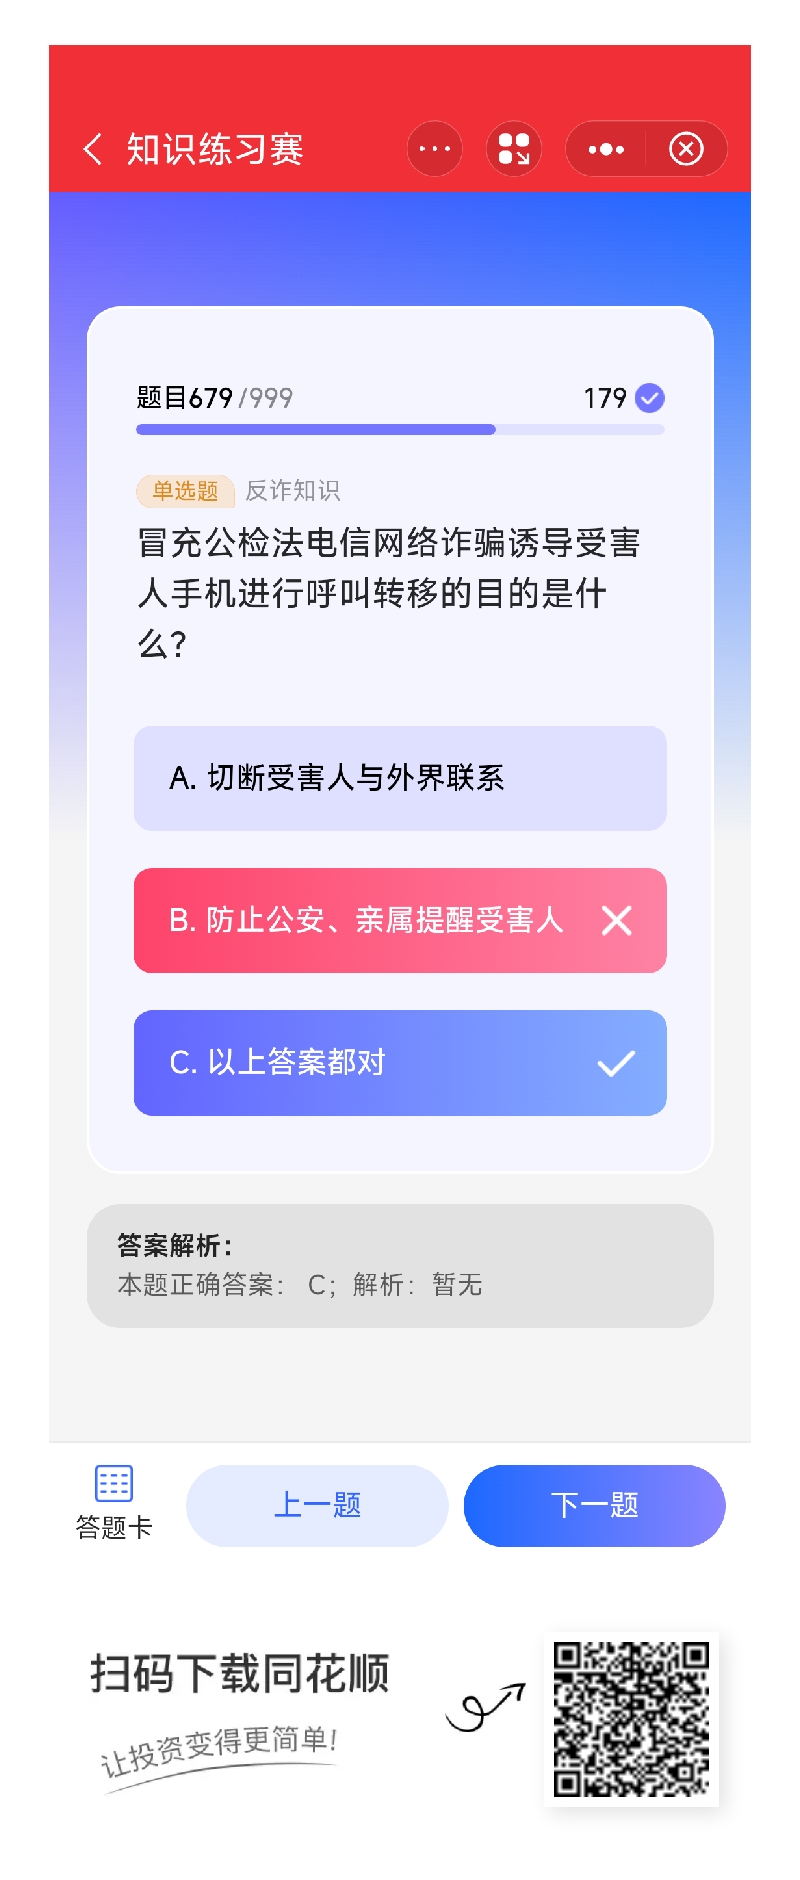 知识练习赛
题目679/999
179
单选题 反诈知识
冒充公检法电信网络诈骗诱导受害
人手机进行呼叫转移的目的是什
么?
A. 切断受害人与外界联系
B. 防止公安、亲属提醒受害人
C. 以上答案都对
答案解析：
本题正确答案： C；解析：暂无
答题卡
上一题
下一题
扫码下载同花顺
让投资变得更简单!